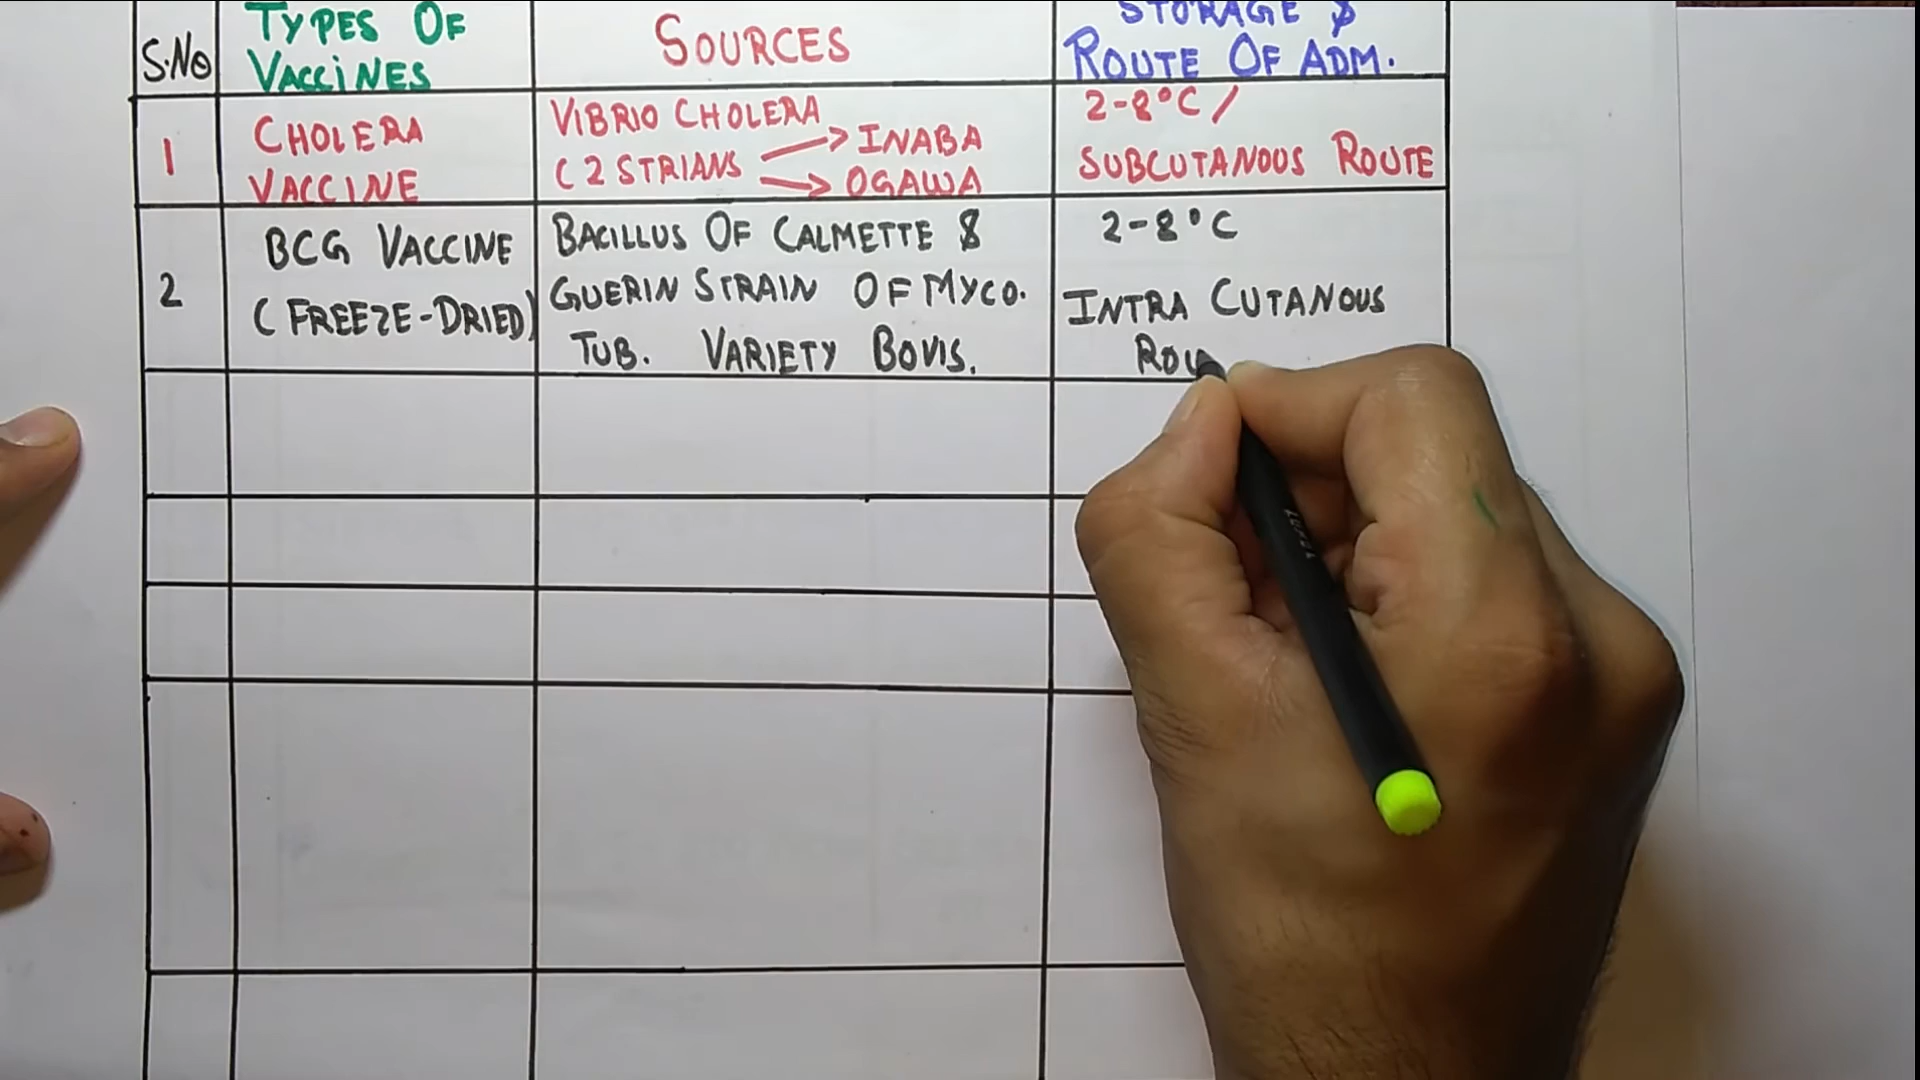 S.No
TYPES OF
VACCINES
SOURCES
STORAGE &
ROUTE OF ADM.
1
CHOLERA
VACCINE
VIBRIO CHOLERA
( 2 STRIANS
INABA
OGAWA
2-8°C /
SUBCUTANOUS ROUTE
2
BCG VACCINE
( FREEZE-DRIED)
BACILLUS OF CALMETTE &
GUERIN STRAIN OF MYCO.
TUB. VARIETY BOVIS.
2-8°C
INTRA CUTANOUS
ROU